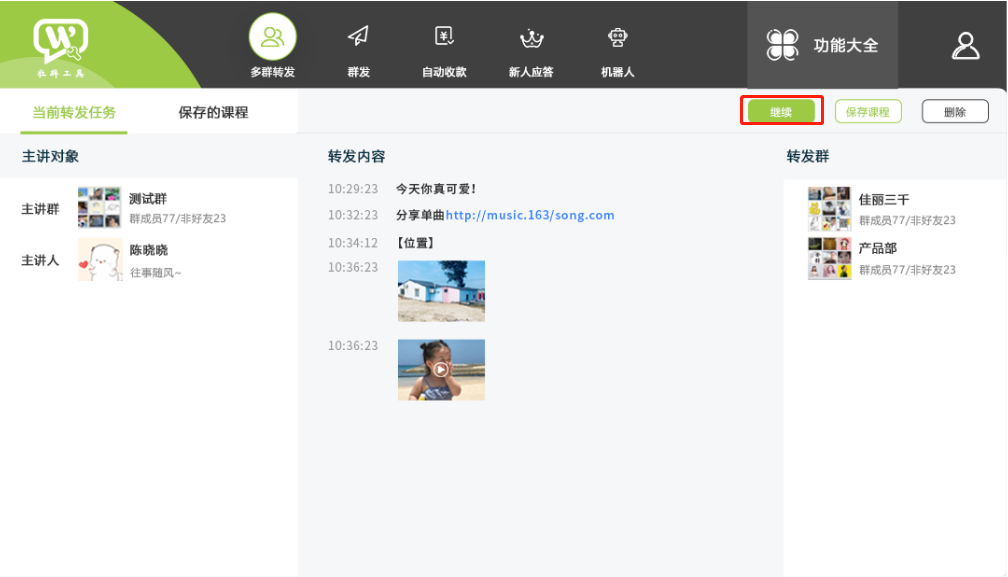 社群工具
多群转发
群发
自动收款
新人应答
机器人
功能大全
当前转发任务
保存的课程
继续
保存课程
删除
主讲对象
转发内容
转发群
主讲群
测试群
群成员77/非好友23
主讲人
陈晓晓
往事随风~
10:29:23 今天你真可爱！
10:32:23 分享单曲http://music.163/song.com
10:34:12 【位置】
10:36:23
10:36:23
佳丽三千
群成员77/非好友23
产品部
群成员77/非好友23